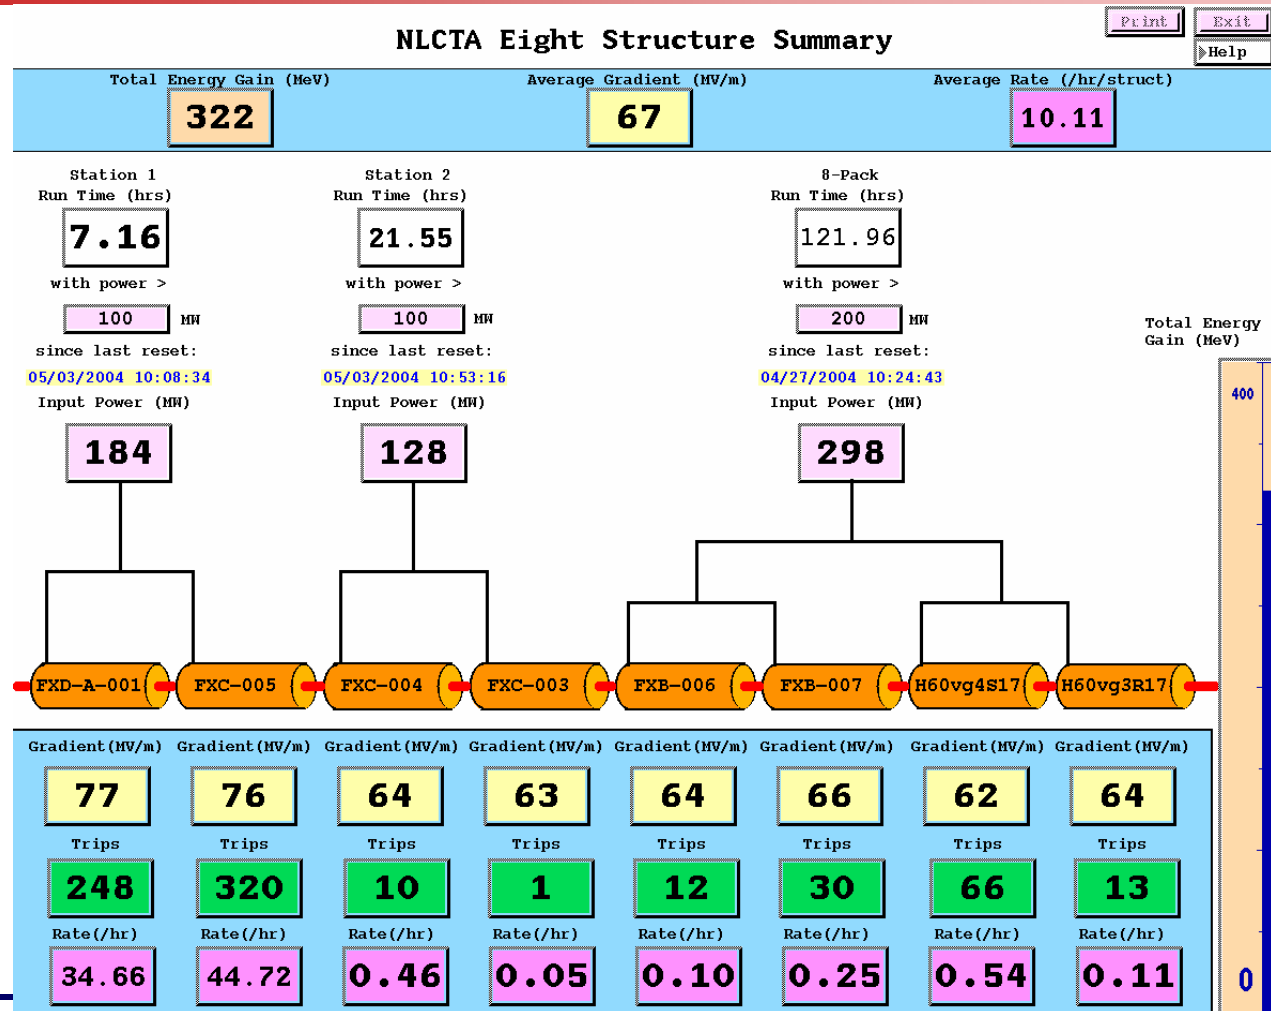 Print Exit
NLCTA Eight Structure Summary
Help
Total Energy Gain (MeV) Average Gradient (MV/m) Average Rate (/hr/struct)
322 67 10.11
Station 1 Station 2 8-Pack
Run Time (hrs) Run Time (hrs) Run Time (hrs)
7.16 21.55 121.96
with power > with power > with power >
100 MW 100 MW 200 MW
Total Energy
Gain (MeV)
since last reset: since last reset: since last reset:
05/03/2004 10:08:34 05/03/2004 10:53:16 04/27/2004 10:24:43
400
Input Power (MW) Input Power (MW) Input Power (MW)
184 128 298
FXD-A-001 FXC-005 FXC-004 FXC-003 FXB-006 FXB-007 H60vg4S17 H60vg3R17
Gradient(MV/m) Gradient(MV/m) Gradient(MV/m) Gradient(MV/m) Gradient(MV/m) Gradient(MV/m) Gradient(MV/m) Gradient(MV/m)
77 76 64 63 64 66 62 64
Trips Trips Trips Trips Trips Trips Trips Trips
248 320 10 1 12 30 66 13
Rate(/hr) Rate(/hr) Rate(/hr) Rate(/hr) Rate(/hr) Rate(/hr) Rate(/hr) Rate(/hr)
34.66 44.72 0.46 0.05 0.10 0.25 0.54 0.11
0